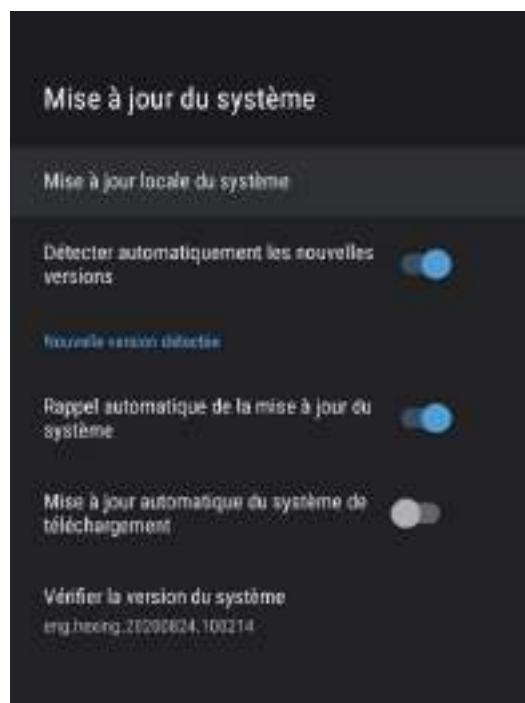 Mise à jour du système
Mise à jour locale du système
Détecter automatiquement les nouvelles
versions
Nouvelle version détectée
Rappel automatique de la mise à jour du
système
Mise à jour automatique du système de
téléchargement
Vérifier la version du système
eng.hexing.20200824.100214